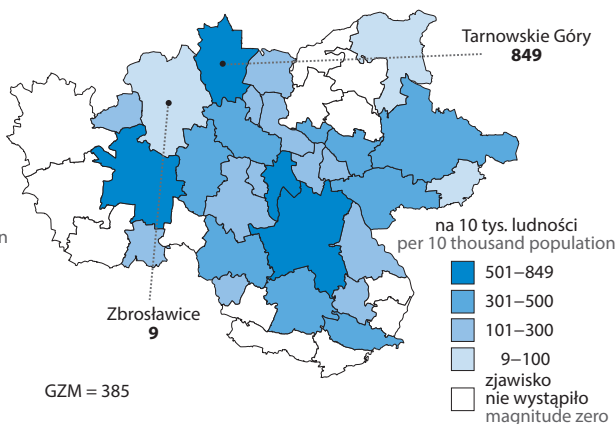 Tarnowskie Góry
849
n
na 10 tys. ludności
per 10 thousand population
501–849
301–500
101–300
9–100
zjawisko
nie wystąpiło
magnitude zero
Zbrosławice
9
GZM = 385